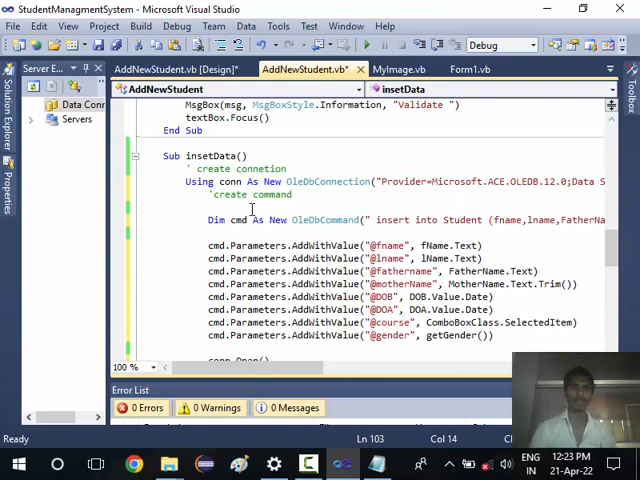 StudentManagmentSystem - Microsoft Visual Studio
File Edit View Project Build Debug Team Data Tools Test Window Help
Debug
Server E...
AddNewStudent.vb [Design]* AddNewStudent.vb* MyImage.vb Form1.vb
AddNewStudent insetData
Solution Explorer
Properties
Toolbox
Data Conn
Servers
MsgBox(msg, MsgBoxStyle.Information, "Validate ")
textBox.Focus()
End Sub
Sub insetData()
' create connetion
Using conn As New OleDbConnection("Provider=Microsoft.ACE.OLEDB.12.0;Data S
'create command
Dim cmd As New OleDbCommand(" insert into Student (fname,lname,FatherNa
cmd.Parameters.AddWithValue("@fname", fName.Text)
cmd.Parameters.AddWithValue("@lname", lName.Text)
cmd.Parameters.AddWithValue("@fathername", FatherName.Text)
cmd.Parameters.AddWithValue("@motherName", MotherName.Text.Trim())
cmd.Parameters.AddWithValue("@DOB", DOB.Value.Date)
cmd.Parameters.AddWithValue("@DOA", DOA.Value.Date)
cmd.Parameters.AddWithValue("@course", ComboBoxClass.SelectedItem)
cmd.Parameters.AddWithValue("@gender", getGender())
conn.Open()
100 %
Error List
0 Errors 0 Warnings 0 Messages
Ready Ln 103 Col 14
ENG 12:23 PM
IN 21-Apr-22